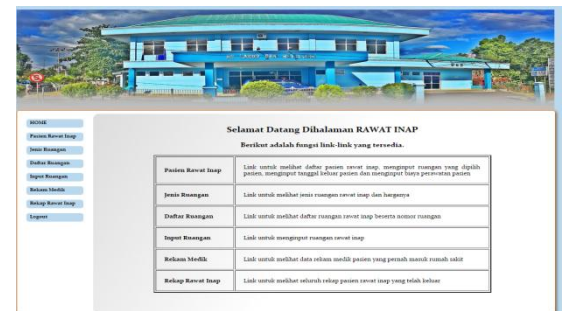 HOME
Pasien Rawat Inap
Jenis Ruangan
Daftar Ruangan
Input Ruangan
Rekam Medik
Rekap Rawat Inap
Logout
Selamat Datang Dihalaman RAWAT INAP
Berikut adalah fungsi link-link yang tersedia.
Pasien Rawat Inap
Link untuk melihat daftar pasien rawat inap, menginput ruangan yang dipilih
pasien, menginput tanggal keluar pasien dan menginput biaya perawatan pasien
Jenis Ruangan
Link untuk melihat jenis ruangan rawat inap dan harganya
Daftar Ruangan
Link untuk melihat daftar ruangan rawat inap beserta nomor ruangan
Input Ruangan
Link untuk menginput ruangan rawat inap
Rekam Medik
Link untuk melihat data rekam medik pasien yang pernah masuk rumah sakit
Rekap Rawat Inap
Link untuk melihat seluruh rekap pasien rawat inap yang telah keluar